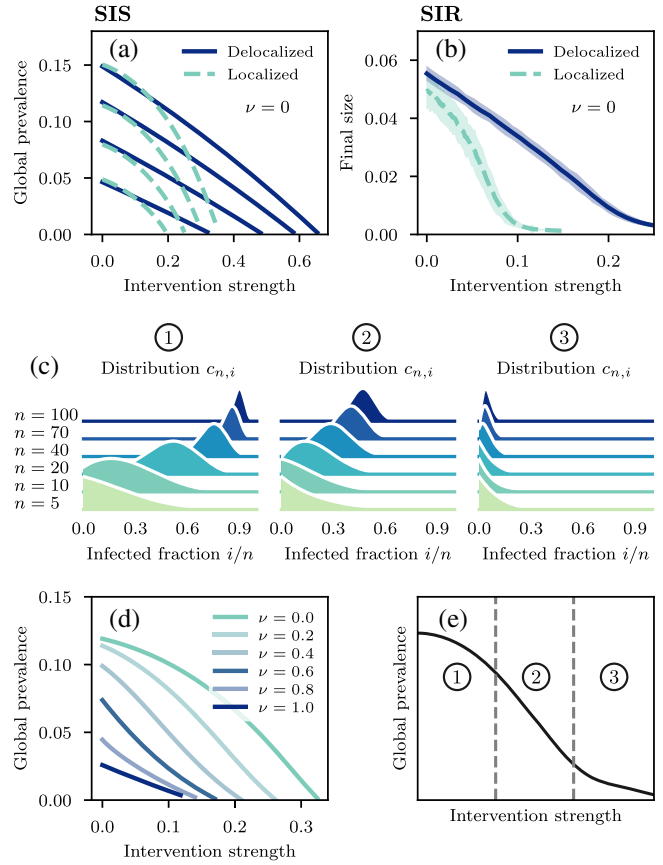 SIS
SIR
(a)
Delocalized
Localized
ν = 0
Global prevalence
0.15
0.10
0.05
0.00
0.0 0.2 0.4 0.6
Intervention strength
(b)
Delocalized
Localized
ν = 0
Final size
0.06
0.04
0.02
0.00
0.0 0.1 0.2
Intervention strength
(c)
1 2 3
Distribution cn,i Distribution cn,i Distribution cn,i
n = 100
n = 70
n = 40
n = 20
n = 10
n = 5
0.0 0.3 0.6 0.9 0.0 0.3 0.6 0.9 0.0 0.3 0.6 0.9
Infected fraction i/n Infected fraction i/n Infected fraction i/n
(d)
ν = 0.0
ν = 0.2
ν = 0.4
ν = 0.6
ν = 0.8
ν = 1.0
Global prevalence
0.15
0.10
0.05
0.00
0.0 0.1 0.2 0.3
Intervention strength
(e)
1 2 3
Global prevalence
Intervention strength